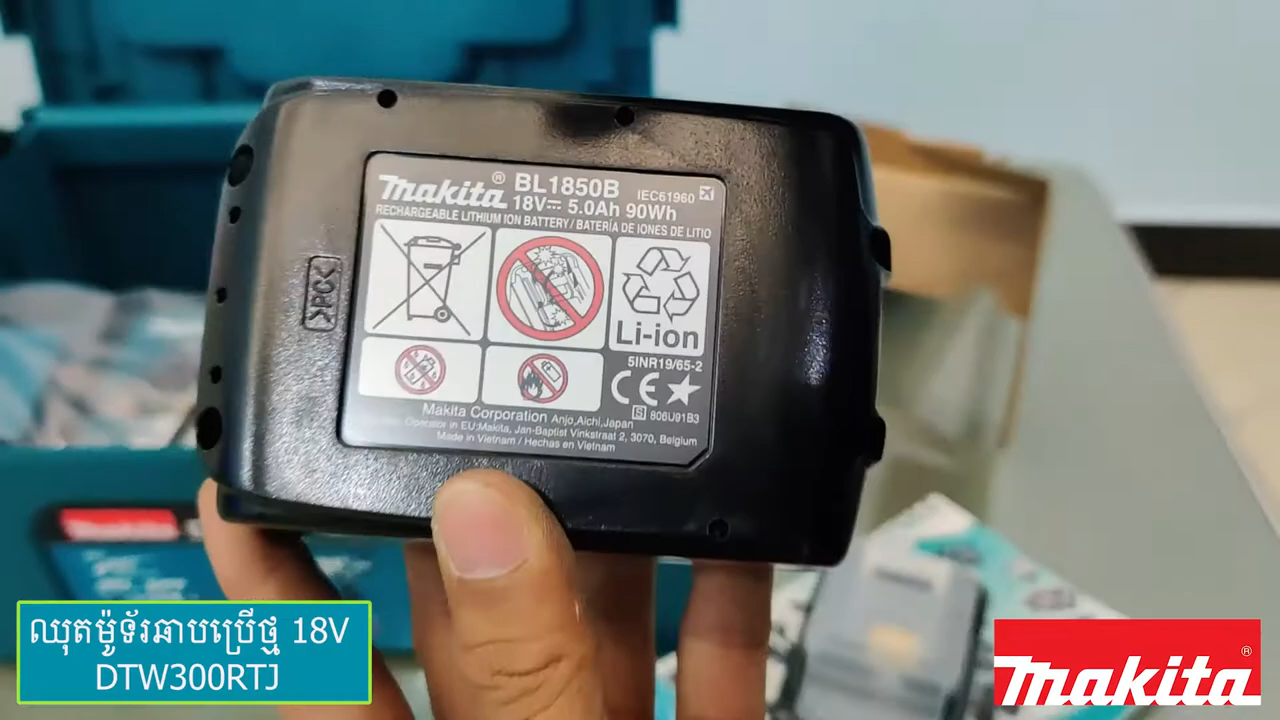 makita® BL1850B IEC61960
18V⎓ 5.0Ah 90Wh
RECHARGEABLE LITHIUM ION BATTERY / BATERÍA DE IONES DE LITIO
>PC<
Li-ion
5INR19/65-2
CE
S 806U91B3
Makita Corporation Anjo,Aichi,Japan
Operator in EU:Makita, Jan-Baptist Vinkstraat 2, 3070, Belgium
Made in Vietnam / Hechas en Vietnam
ឈុតម៉ូទ័រឆាបប្រើថ្ម 18V
DTW300RTJ
makita®